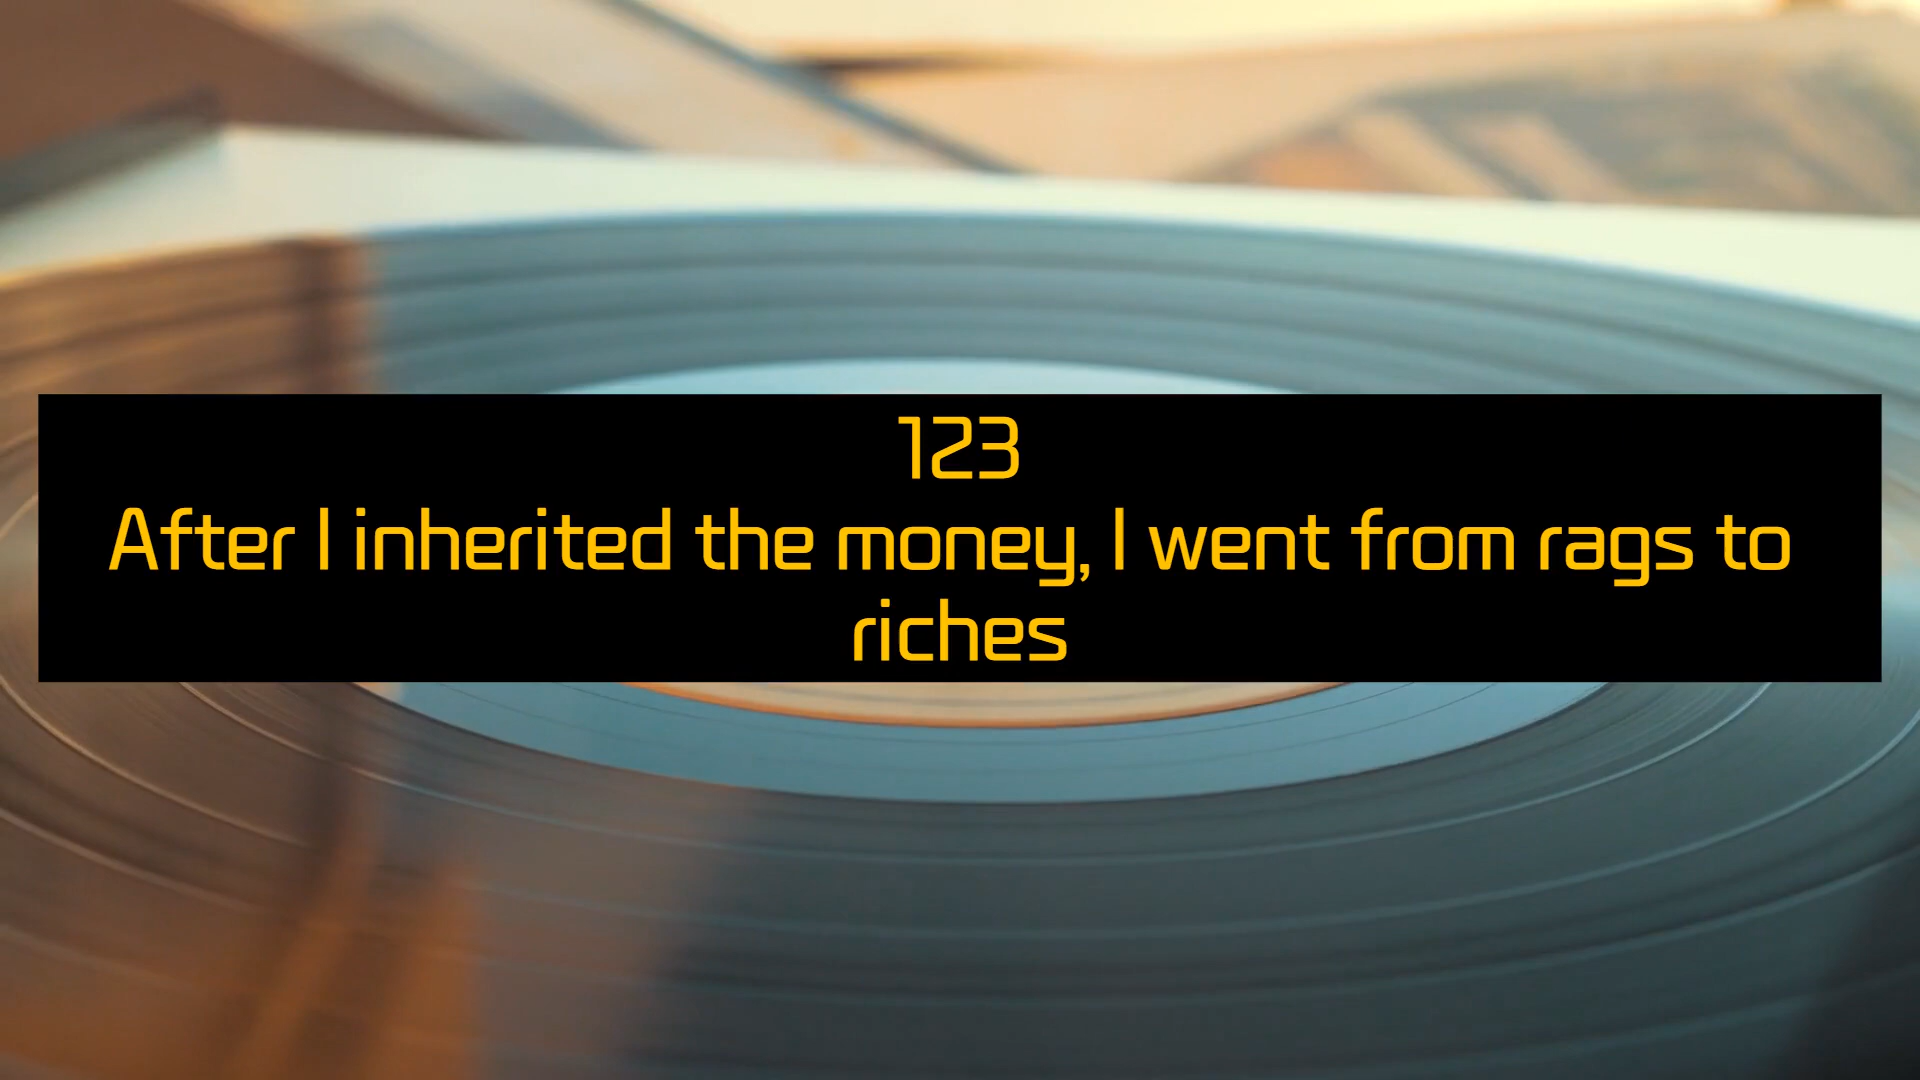 123
After I inherited the money, I went from rags to
riches